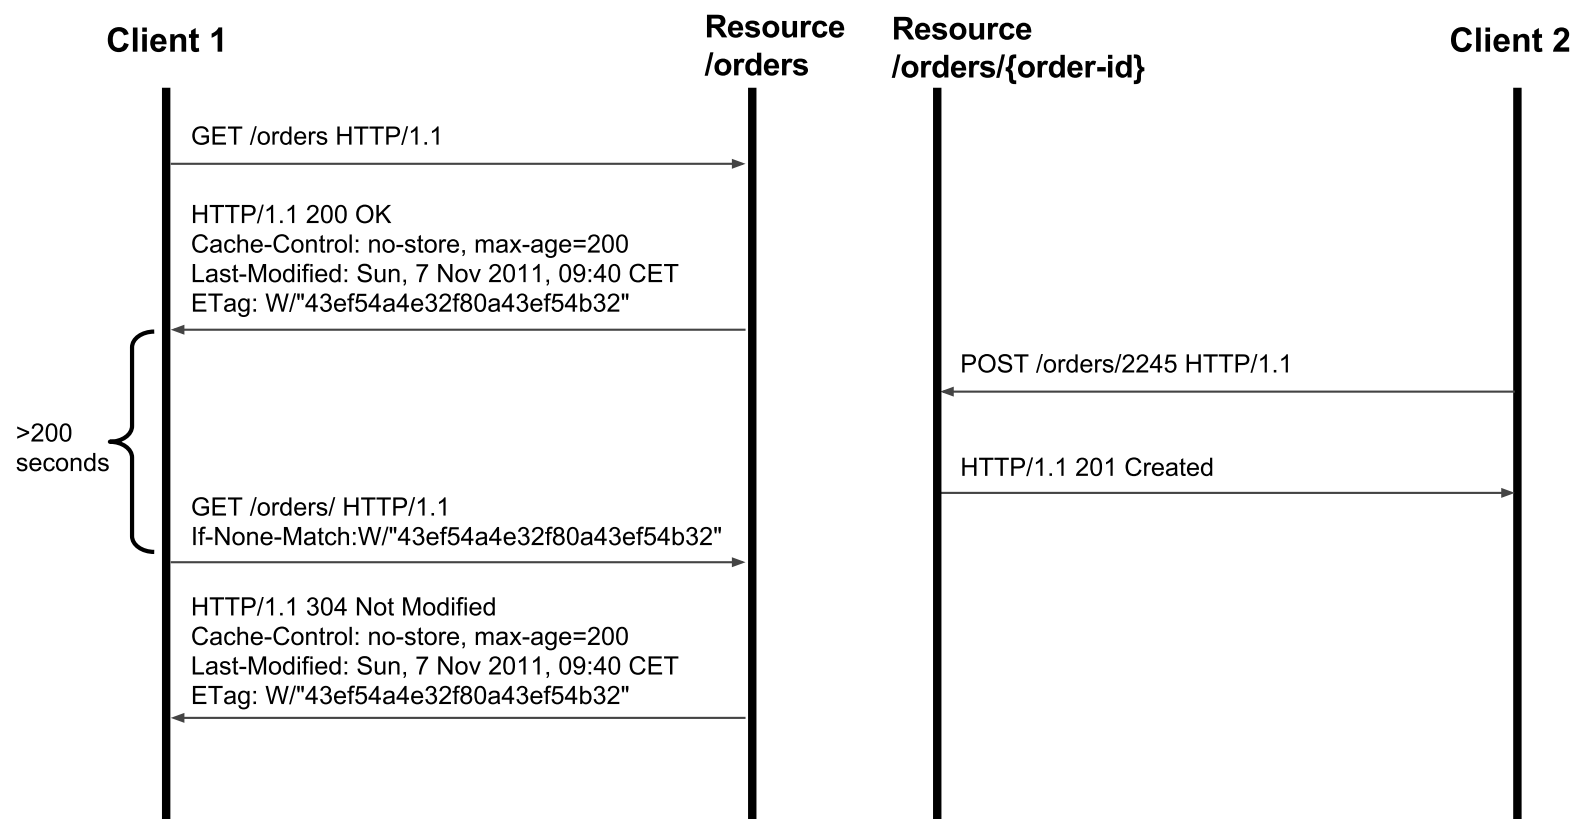 Client 1
Resource
/orders
Resource
/orders/{order-id}
Client 2
GET /orders HTTP/1.1
HTTP/1.1 200 OK
Cache-Control: no-store, max-age=200
Last-Modified: Sun, 7 Nov 2011, 09:40 CET
ETag: W/"43ef54a4e32f80a43ef54b32"
POST /orders/2245 HTTP/1.1
>200
seconds
HTTP/1.1 201 Created
GET /orders/ HTTP/1.1
If-None-Match:W/"43ef54a4e32f80a43ef54b32"
HTTP/1.1 304 Not Modified
Cache-Control: no-store, max-age=200
Last-Modified: Sun, 7 Nov 2011, 09:40 CET
ETag: W/"43ef54a4e32f80a43ef54b32"